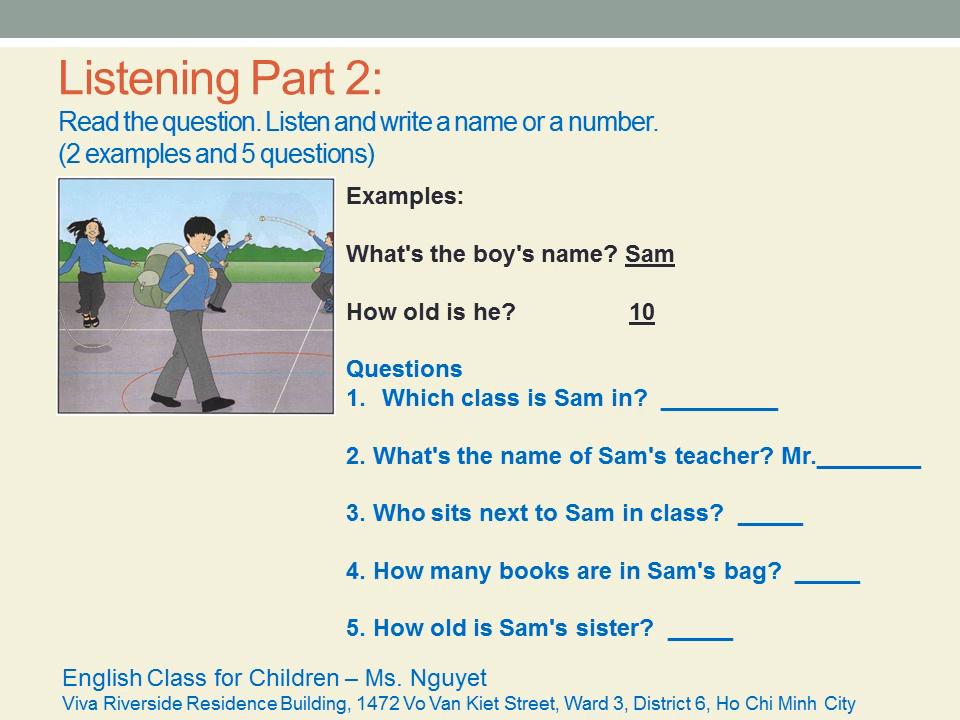 Listening Part 2:
Read the question. Listen and write a name or a number.
(2 examples and 5 questions)
Examples:
What's the boy's name? Sam
How old is he? 10
Questions
1. Which class is Sam in? _________
2. What's the name of Sam's teacher? Mr.________
3. Who sits next to Sam in class? _____
4. How many books are in Sam's bag? _____
5. How old is Sam's sister? _____
English Class for Children – Ms. Nguyet
Viva Riverside Residence Building, 1472 Vo Van Kiet Street, Ward 3, District 6, Ho Chi Minh City